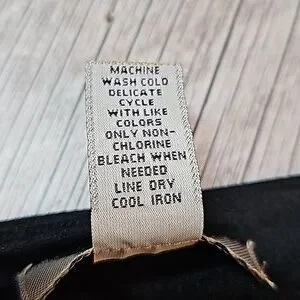 MACHINE
WASH COLD
DELICATE
CYCLE
WITH LIKE
COLORS
ONLY NON-
CHLORINE
BLEACH WHEN
NEEDED
LINE DRY
COOL IRON